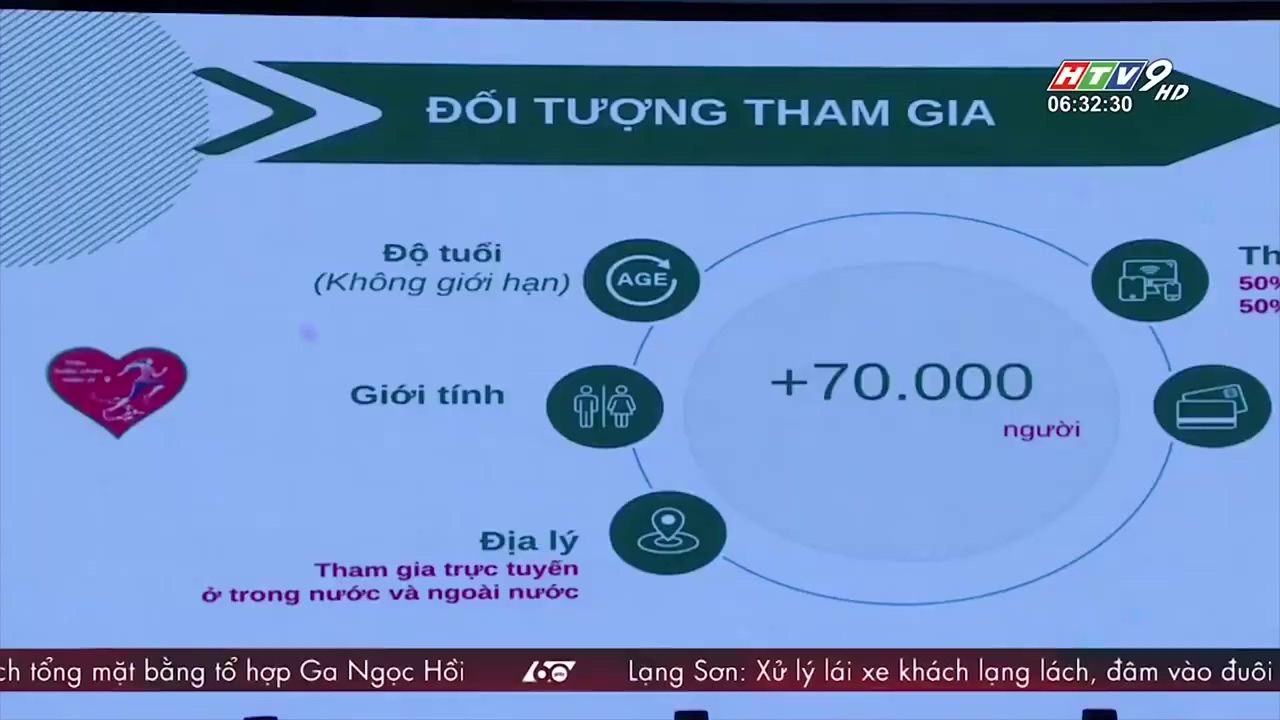 ĐỐI TƯỢNG THAM GIA
HTV9 HD
06:32:30
Độ tuổi
(Không giới hạn)
AGE
Th
50%
50%
Giới tính
+70.000
người
Địa lý
Tham gia trực tuyến
ở trong nước và ngoài nước
ch tổng mặt bằng tổ hợp Ga Ngọc Hồi
60
Lạng Sơn: Xử lý lái xe khách lạng lách, đâm vào đuôi